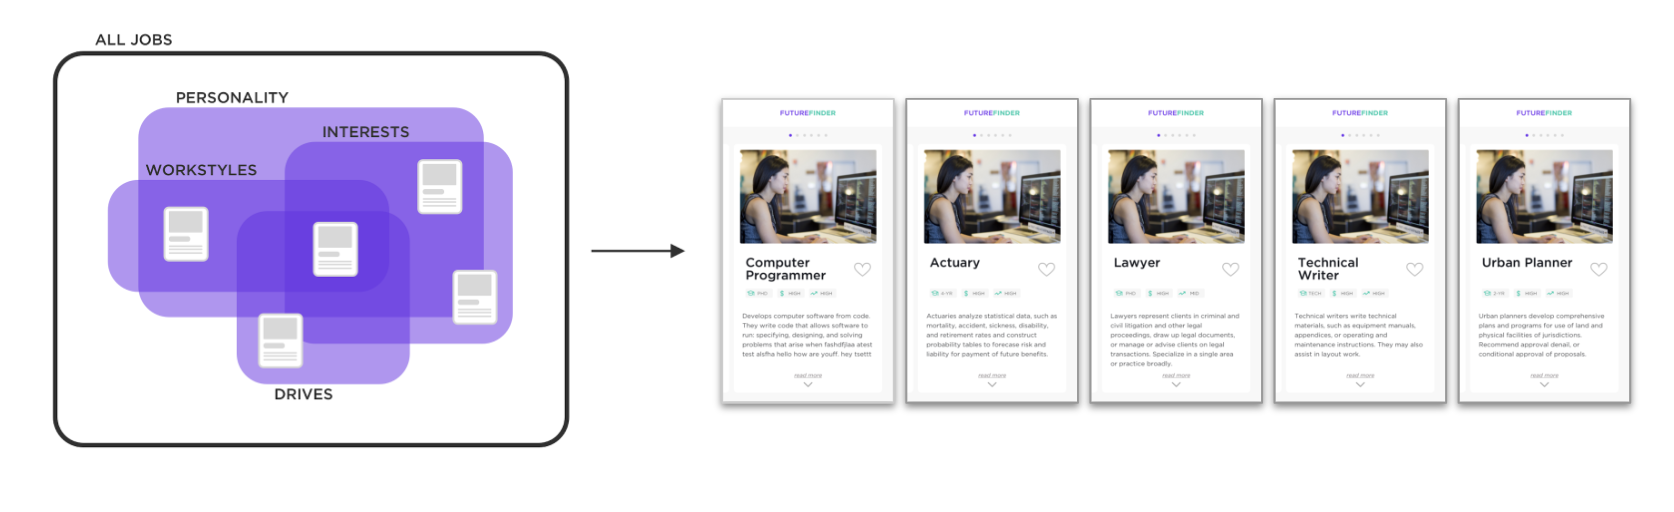 ALL JOBS
PERSONALITY
INTERESTS
WORKSTYLES
DRIVES
FUTUREFINDER
Computer
Programmer
PHD HIGH HIGH
Develops computer software from code.
They write code that allows software to
run: specifying, designing, and solving
problems that arise when fashdfjlaa atest
test alsfha hello how are youff. hey tsettt
read more
FUTUREFINDER
Actuary
4-YR HIGH HIGH
Actuaries analyze statistical data, such as
mortality, accident, sickness, disability,
and retirement rates and construct
probability tables to forecase risk and
liability for payment of future benefits.
read more
FUTUREFINDER
Lawyer
PHD HIGH MID
Lawyers represent clients in criminal and
civil litigation and other legal
proceedings, draw up legal documents,
or manage or advise clients on legal
transactions. Specialize in a single area
or practice broadly.
read more
FUTUREFINDER
Technical
Writer
TECH HIGH HIGH
Technical writers write technical
materials, such as equipment manuals,
appendices, or operating and
maintenance instructions. They may also
assist in layout work.
read more
FUTUREFINDER
Urban Planner
2-YR HIGH HIGH
Urban planners develop comprehensive
plans and programs for use of land and
physical facilities of jurisdictions.
Recommend approval denail, or
conditional approval of proposals.
read more